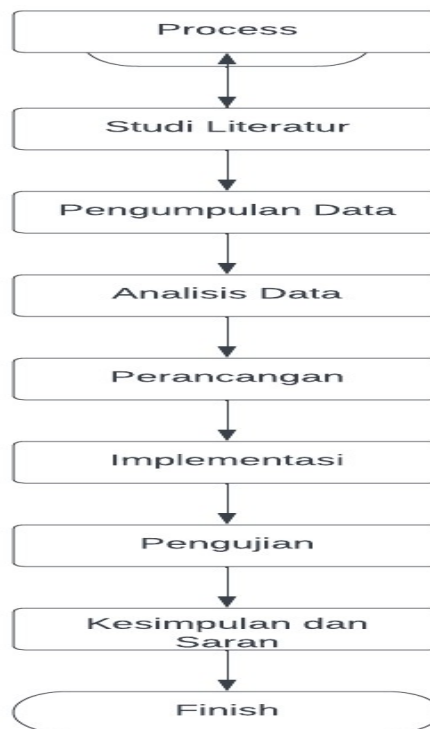 Process
Studi Literatur
Pengumpulan Data
Analisis Data
Perancangan
Implementasi
Pengujian
Kesimpulan dan
Saran
Finish